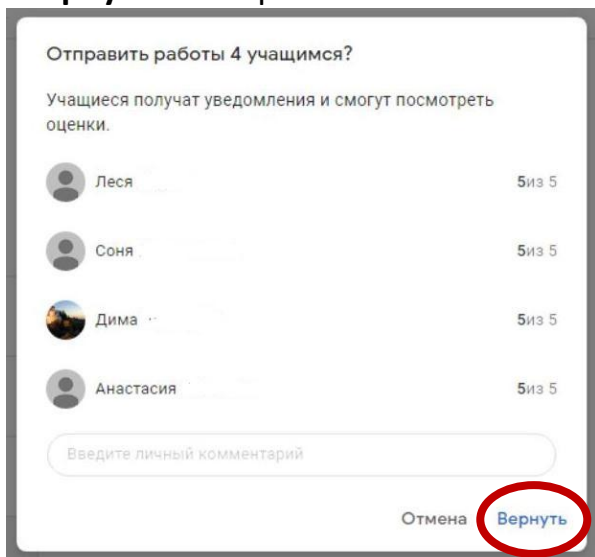 Отправить работы 4 учащимся?
Учащиеся получат уведомления и смогут посмотреть
оценки.
Леся 5из 5
Соня 5из 5
Дима 5из 5
Анастасия 5из 5
Введите личный комментарий
Отмена Вернуть